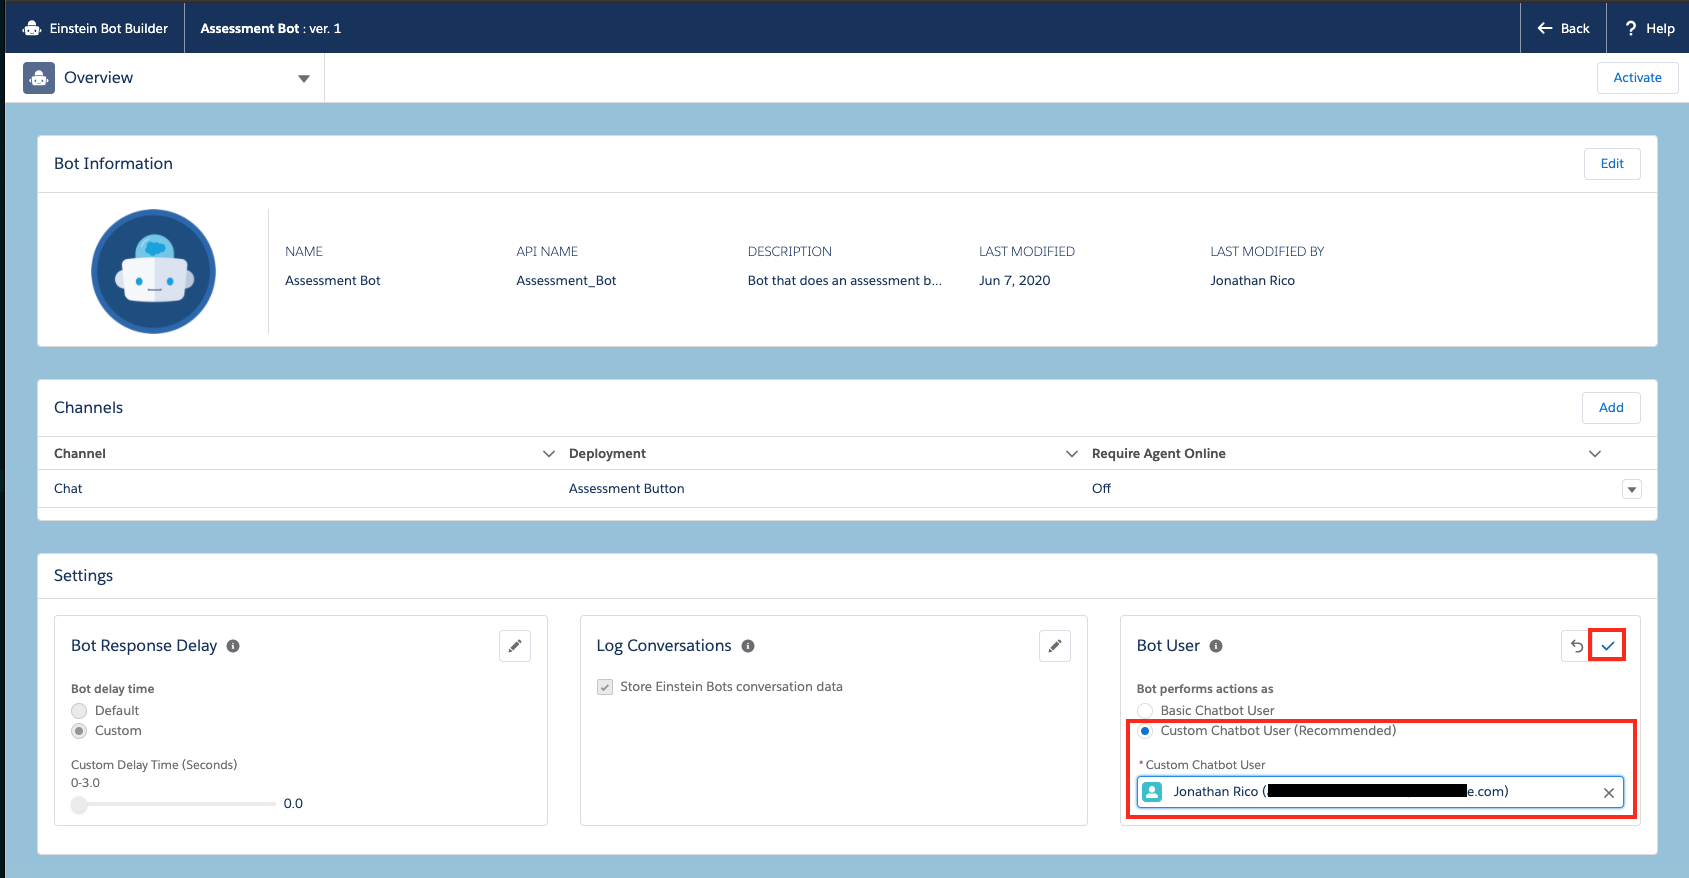 Einstein Bot Builder
Assessment Bot : ver. 1
Back
? Help
Overview
Activate
Bot Information
Edit
NAME
API NAME
DESCRIPTION
LAST MODIFIED
LAST MODIFIED BY
Assessment Bot
Assessment_Bot
Bot that does an assessment b...
Jun 7, 2020
Jonathan Rico
Channels
Add
Channel
Deployment
Require Agent Online
Chat
Assessment Button
Off
Settings
Bot Response Delay
Bot delay time
Default
Custom
Custom Delay Time (Seconds)
0-3.0
0.0
Log Conversations
Store Einstein Bots conversation data
Bot User
Bot performs actions as
Basic Chatbot User
Custom Chatbot User (Recommended)
* Custom Chatbot User
Jonathan Rico ( e.com)